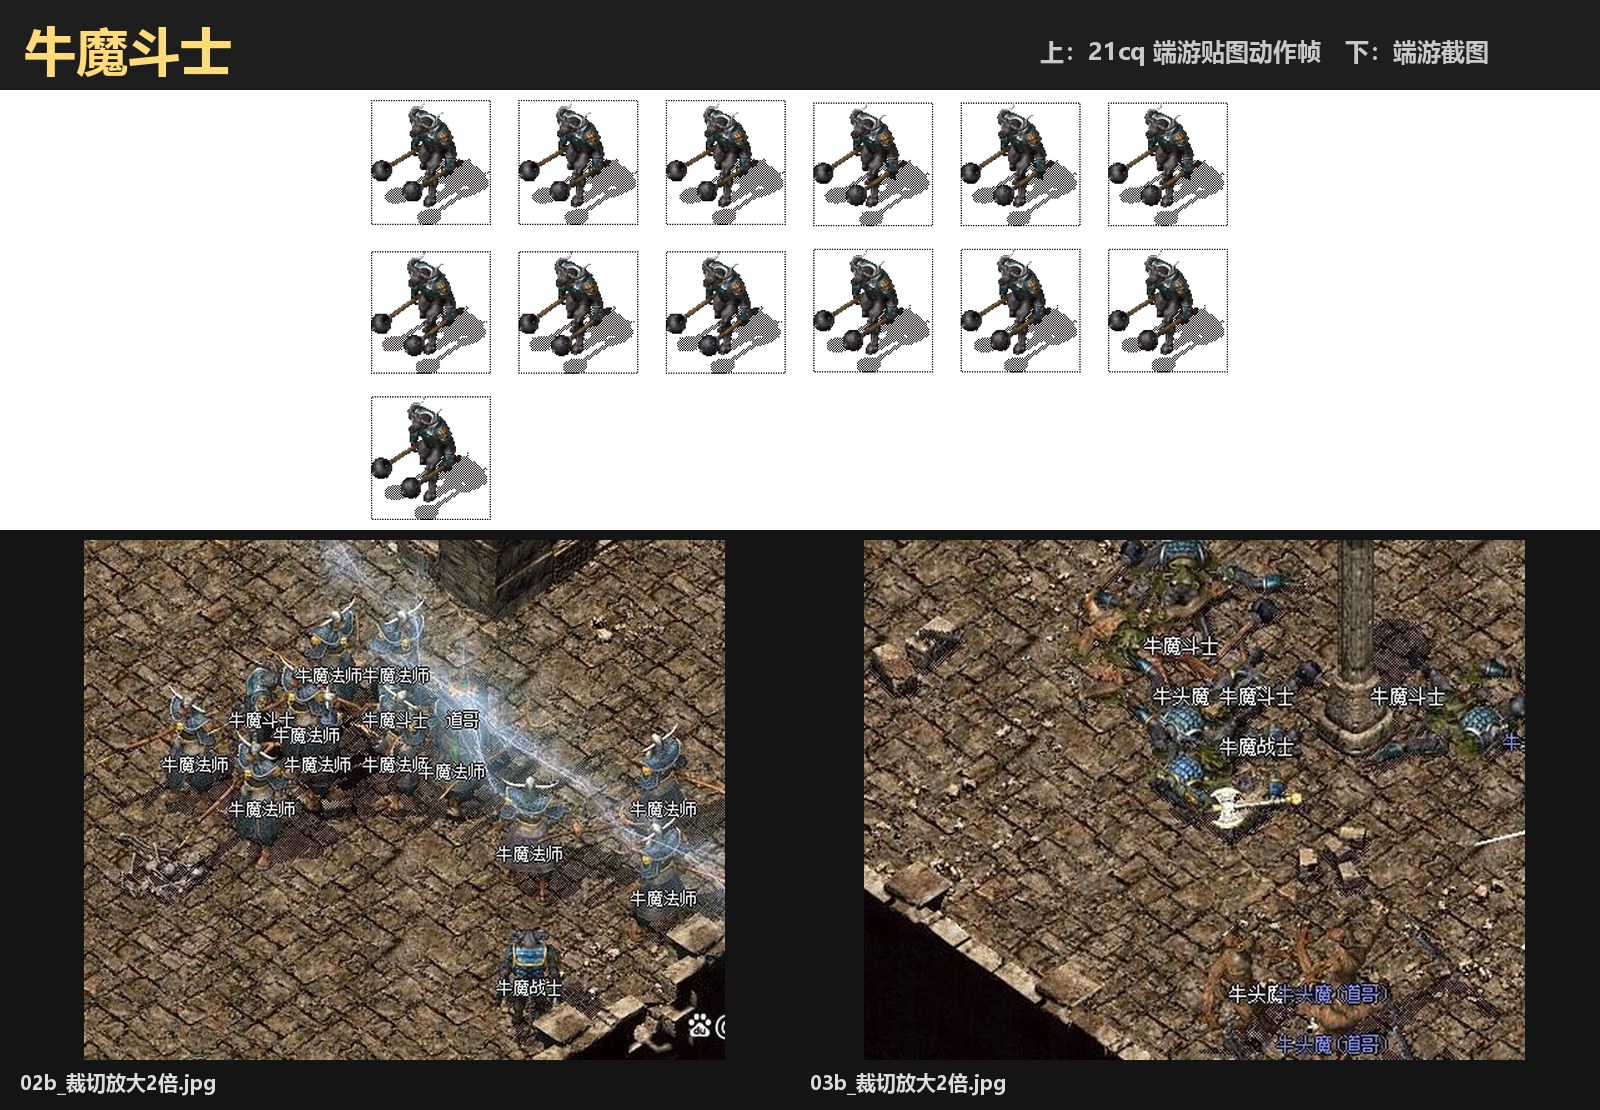 牛魔斗士
上：21cq 端游贴图动作帧　下：端游截图
牛魔法师牛魔法师
牛魔斗士 牛魔斗士 道哥
牛魔法师
牛魔法师 牛魔法师 牛魔法师 牛魔法师
牛魔法师 牛魔法师
牛魔法师
牛魔法师
牛魔战士
牛魔斗士
牛头魔 牛魔斗士 牛魔斗士
牛
牛魔战士
牛头魔(道哥)
牛头魔(道哥)
02b_裁切放大2倍.jpg
03b_裁切放大2倍.jpg